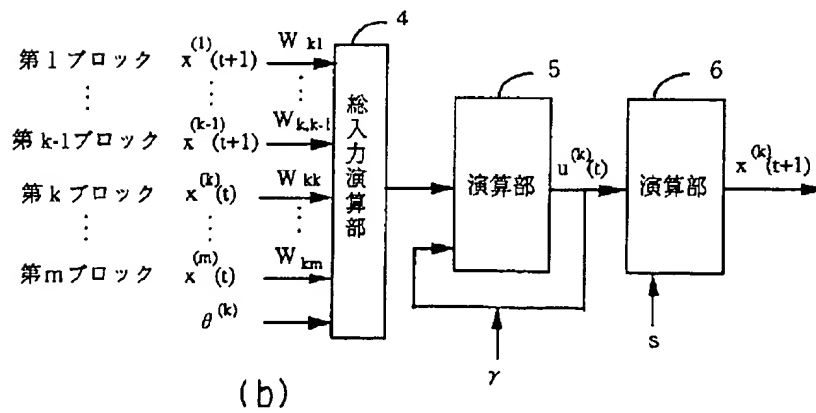 4
第1ブロック x^(1)(t+1) W_k1
⋮ ⋮ ⋮
第k-1ブロック x^(k-1)(t+1) W_k,k-1
第kブロック x^(k)(t) W_kk
⋮ ⋮ ⋮
第mブロック x^(m)(t) W_km
θ^(k)
総入力演算部
5
演算部
u^(k)(t)
γ
6
演算部
x^(k)(t+1)
s
(b)